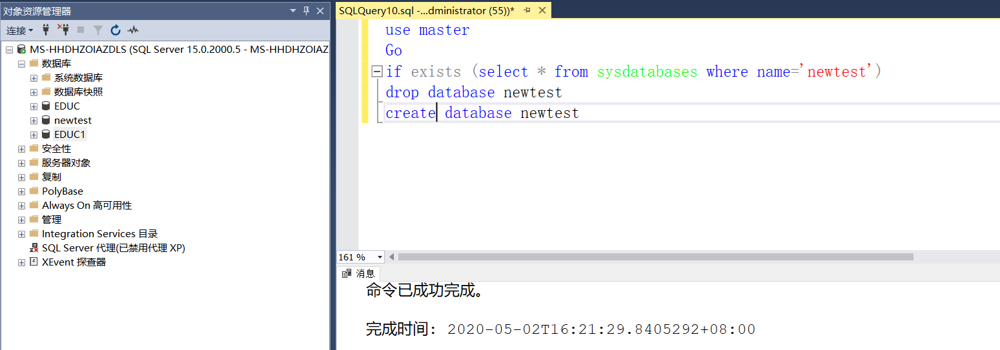 对象资源管理器
连接
MS-HHDHZOIAZDLS (SQL Server 15.0.2000.5 - MS-HHDHZOIAZ
数据库
系统数据库
数据库快照
EDUC
newtest
EDUC1
安全性
服务器对象
复制
PolyBase
Always On 高可用性
管理
Integration Services 目录
SQL Server 代理(已禁用代理 XP)
XEvent 探查器
SQLQuery10.sql -...dministrator (55))*
use master
Go
if exists (select * from sysdatabases where name='newtest')
drop database newtest
create database newtest
161 %
消息
命令已成功完成。
完成时间: 2020-05-02T16:21:29.8405292+08:00